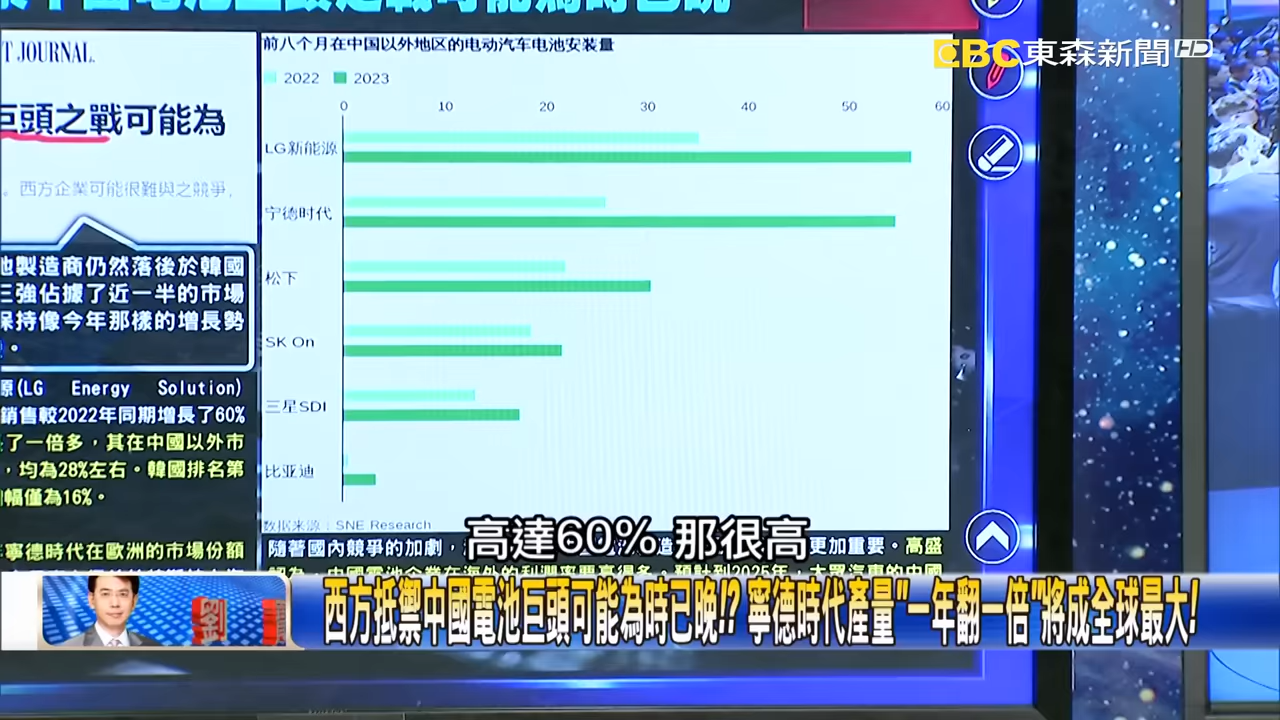 T JOURNAL.
巨頭之戰可能為
。西方企業可能很難與之競爭,
池製造商仍然落後於韓國
三強佔據了近一半的市場
保持像今年那樣的增長勢
。
源(LG Energy Solution)
銷售較2022年同期增長了60%
了一倍多,其在中國以外市
,均為28%左右。韓國排名第
幅僅為16%。
寧德時代在歐洲的市場份額
前八个月在中国以外地区的电动汽车电池安装量
2022 2023
0 10 20 30 40 50 60
LG新能源
宁德时代
松下
SK On
三星SDI
比亚迪
数据来源:SNE Research
隨著國內競爭的加劇,
更加重要。高盛
EBC東森新聞HD
高達60% 那很高
西方抵禦中國電池巨頭可能為時已晚!? 寧德時代產量"一年翻一倍"將成全球最大!
劉